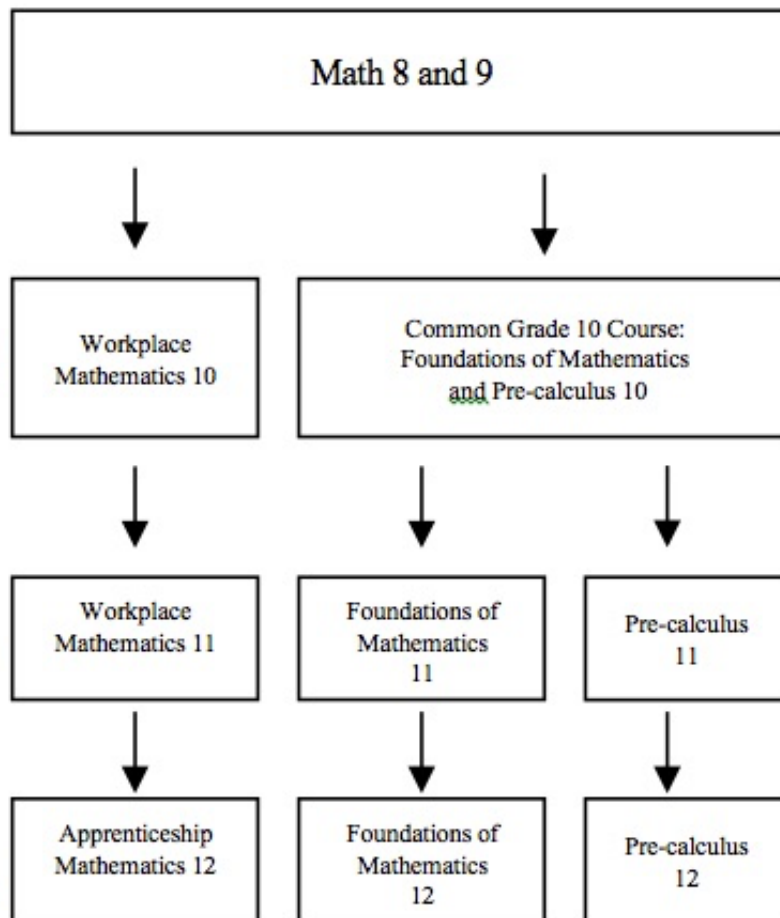 Math 8 and 9
Workplace
Mathematics 10
Common Grade 10 Course:
Foundations of Mathematics
and Pre-calculus 10
Workplace
Mathematics 11
Foundations of
Mathematics
11
Pre-calculus
11
Apprenticeship
Mathematics 12
Foundations of
Mathematics
12
Pre-calculus
12